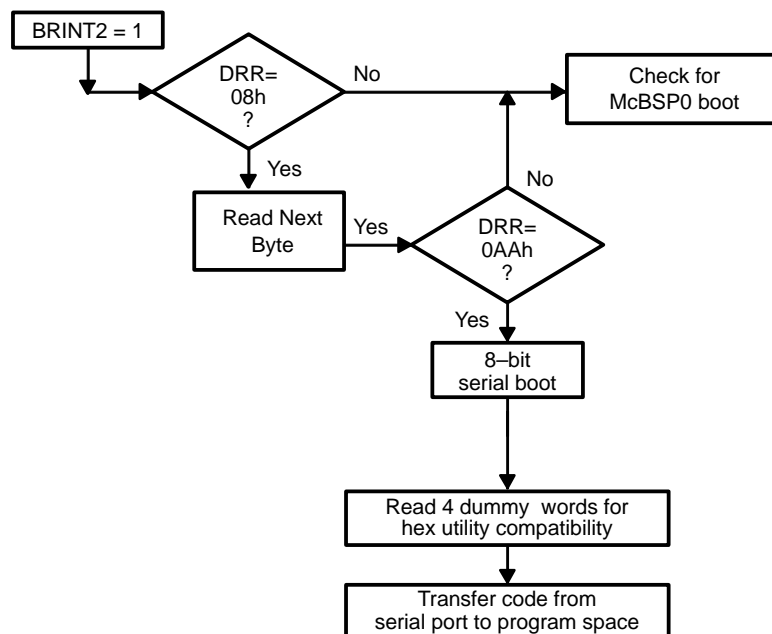 BRINT2 = 1
DRR=
08h
?
No
Check for
McBSP0 boot
Yes
No
Read Next
Byte
Yes
DRR=
0AAh
?
Yes
8–bit
serial boot
Read 4 dummy words for
hex utility compatibility
Transfer code from
serial port to program space